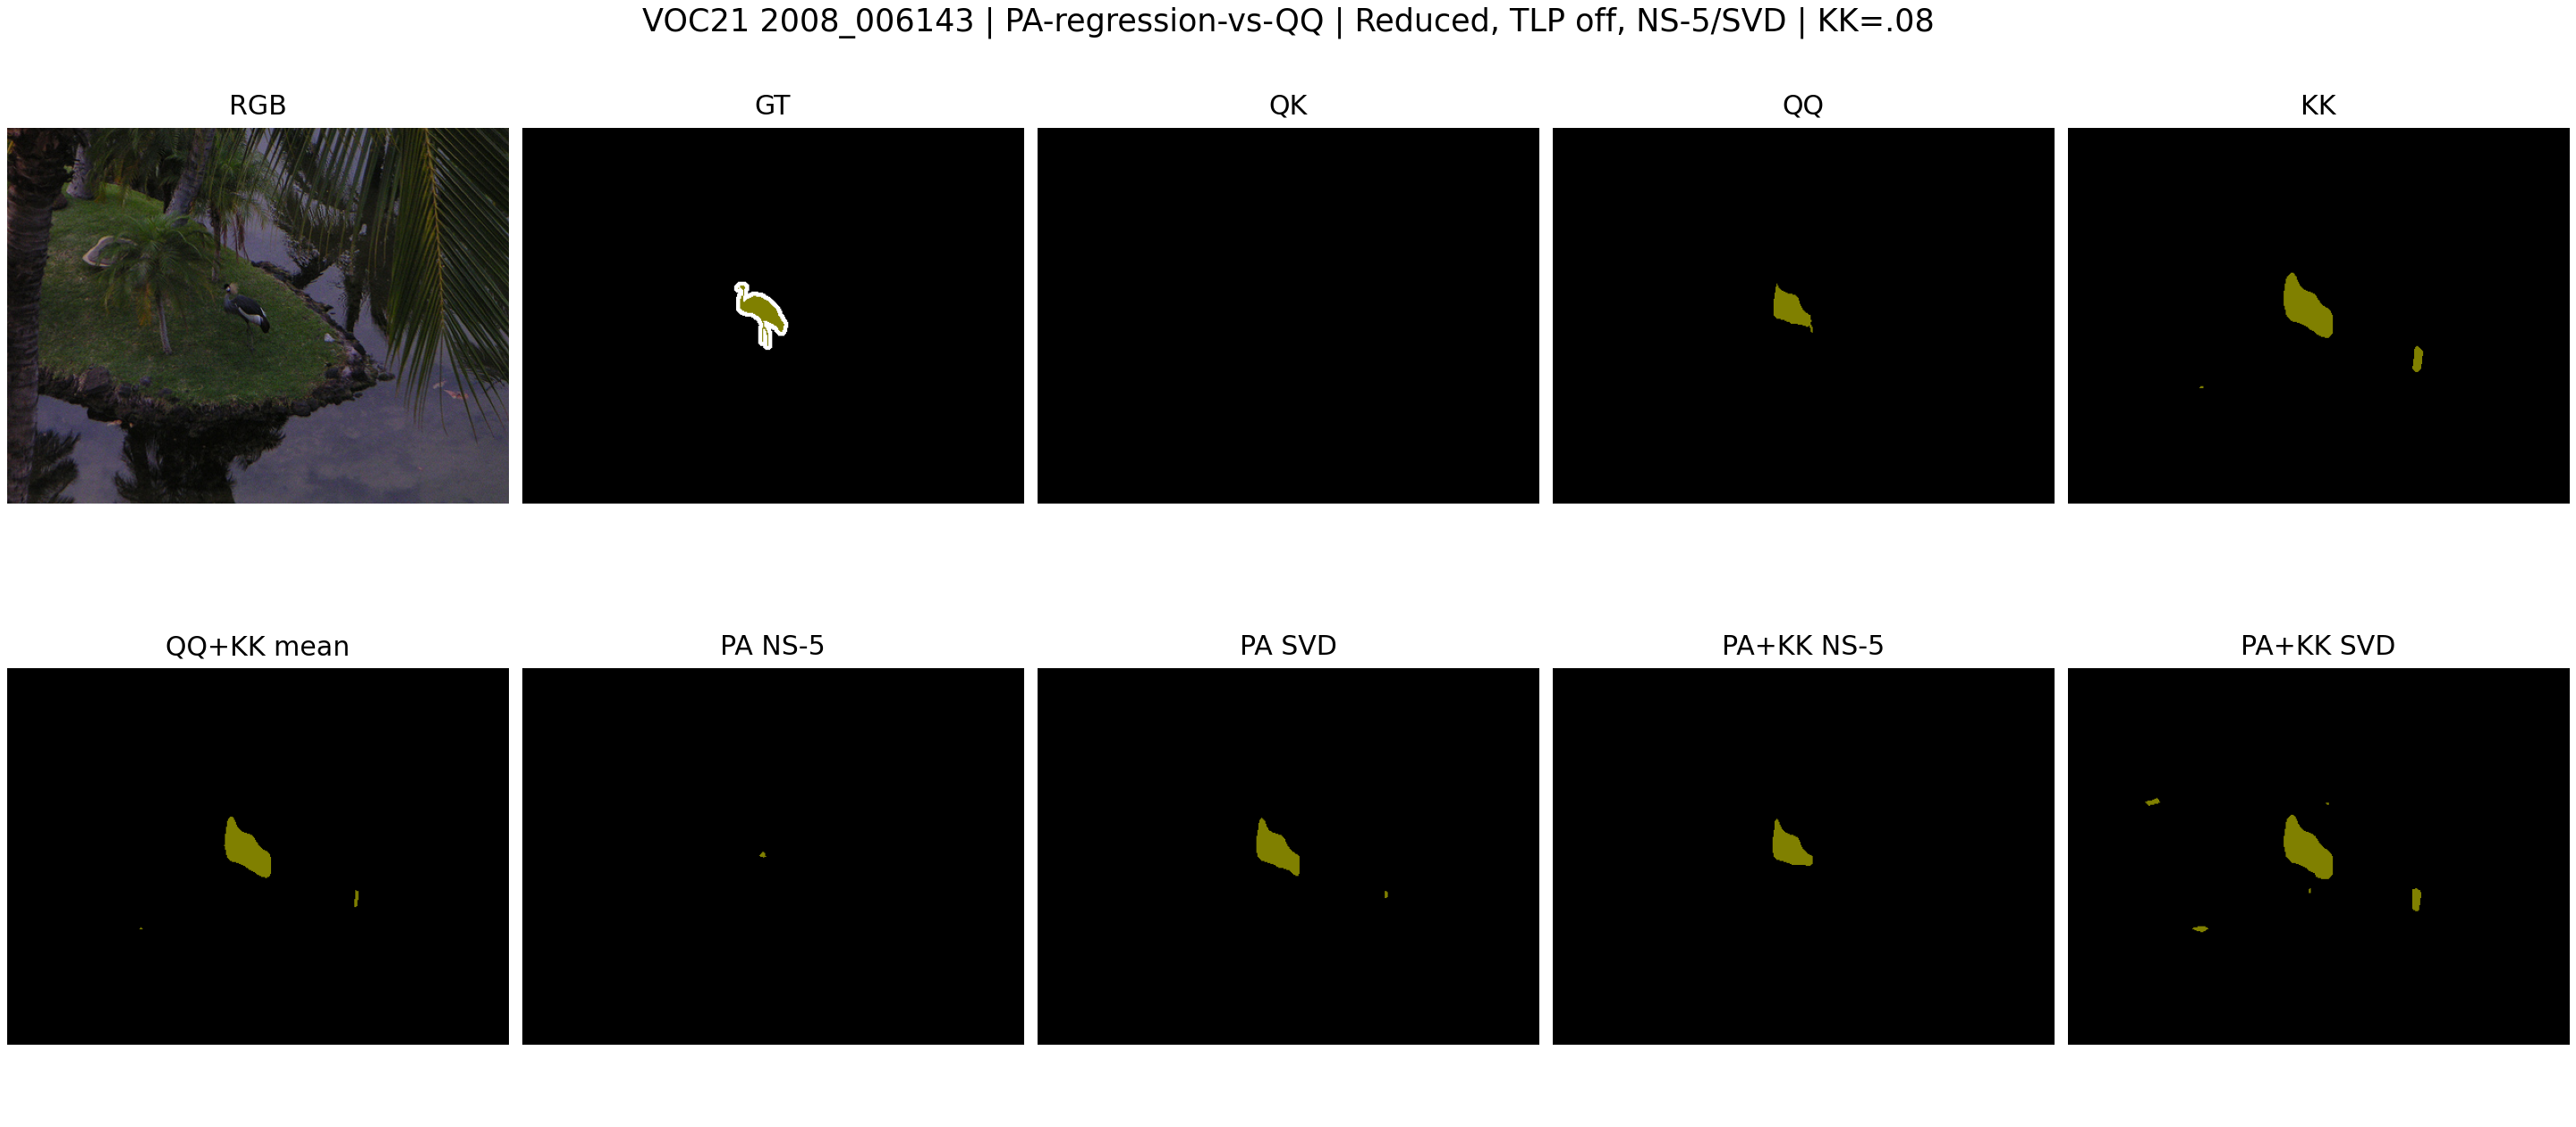 VOC21 2008_006143 | PA-regression-vs-QQ | Reduced, TLP off, NS-5/SVD | KK=.08
RGB
GT
QK
QQ
KK
QQ+KK mean
PA NS-5
PA SVD
PA+KK NS-5
PA+KK SVD